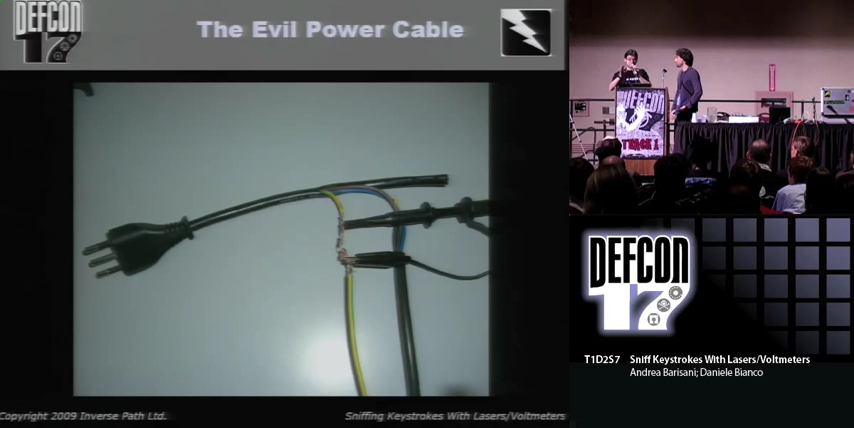 DEFCON
17
The Evil Power Cable
Copyright 2009 Inverse Path Ltd.
Sniffing Keystrokes With Lasers/Voltmeters
DEFCON
TRACK 1
DEFCON
17
T1D2S7 Sniff Keystrokes With Lasers/Voltmeters
Andrea Barisani; Daniele Bianco